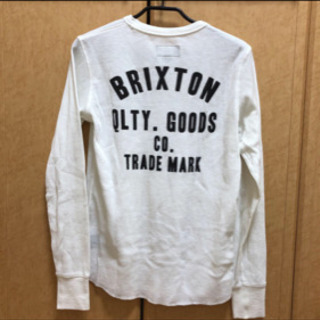 BRIXTON
QLTY. GOODS
CO.
TRADE MARK